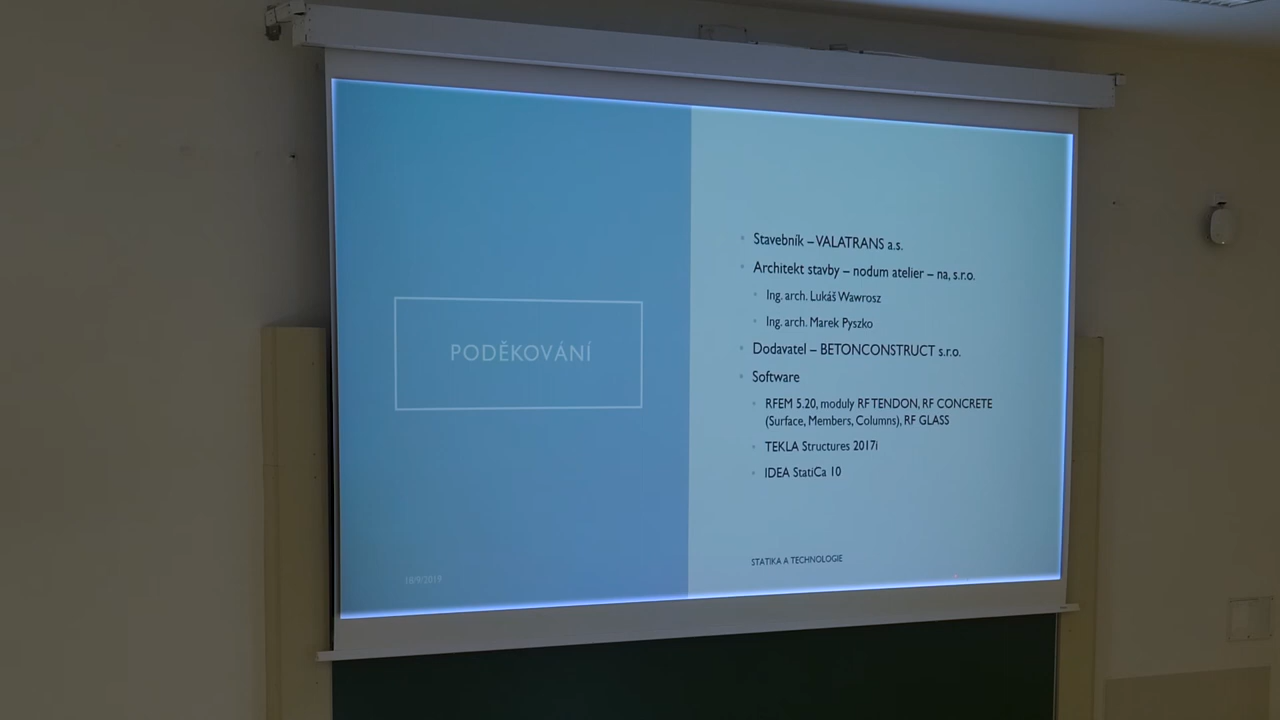 PODĚKOVÁNÍ
Stavebník – VALATRANS a.s.
Architekt stavby – nodum atelier – na, s.r.o.
Ing. arch. Lukáš Wawrosz
Ing. arch. Marek Pyszko
Dodavatel – BETONCONSTRUCT s.r.o.
Software
RFEM 5.20, moduly RF TENDON, RF CONCRETE
(Surface, Members, Columns), RF GLASS
TEKLA Structures 2017i
IDEA StatiCa 10
18/9/2019
STATIKA A TECHNOLOGIE